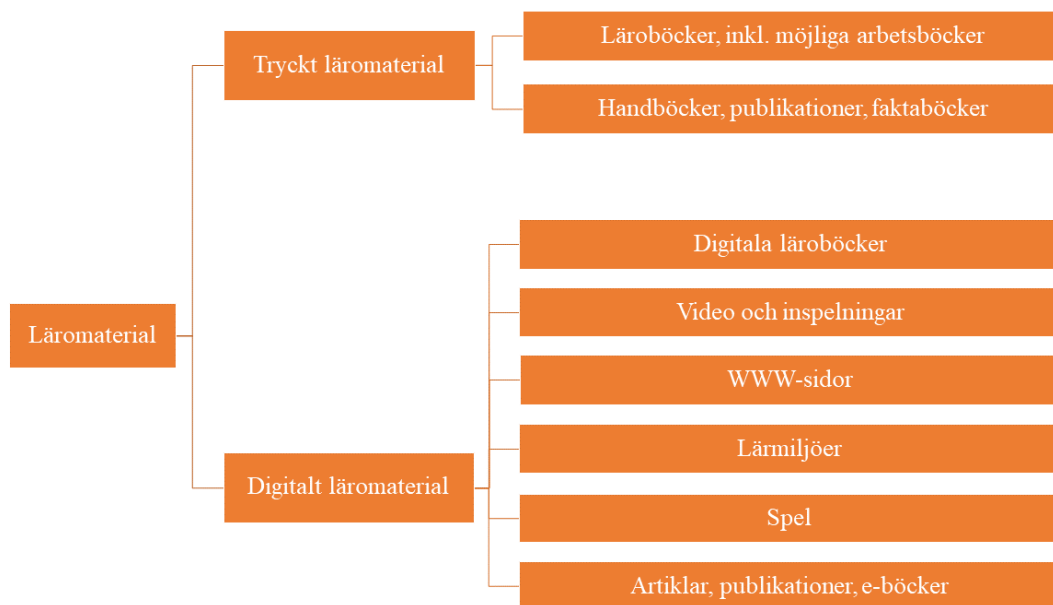 Läromaterial
Tryckt läromaterial
Läroböcker, inkl. möjliga arbetsböcker
Handböcker, publikationer, faktaböcker
Digitalt läromaterial
Digitala läroböcker
Video och inspelningar
WWW-sidor
Lärmiljöer
Spel
Artiklar, publikationer, e-böcker